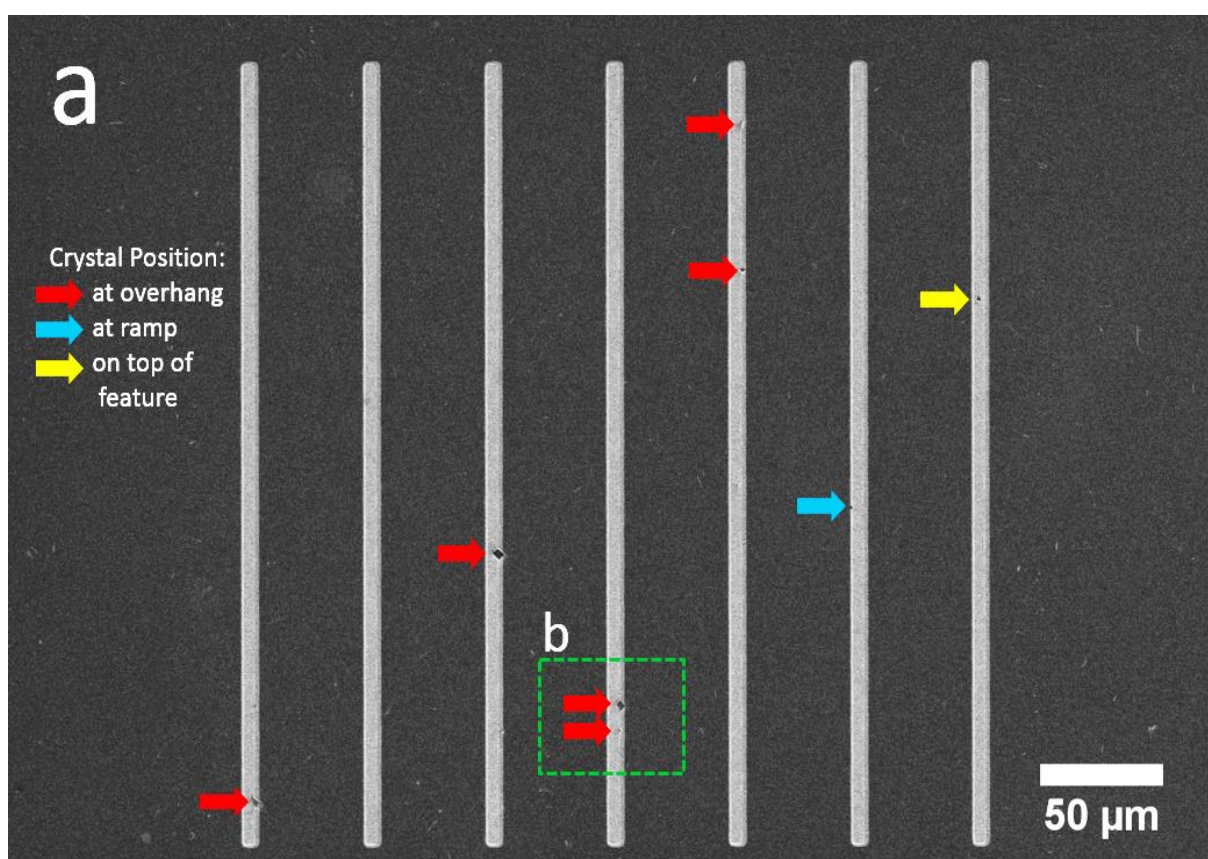 a
Crystal Position:
at overhang
at ramp
on top of
feature
b
50 µm